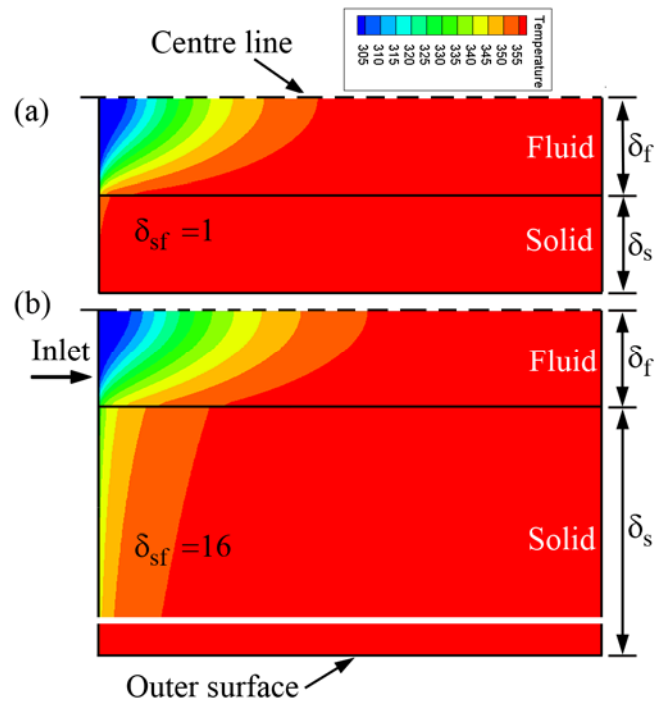 Temperature
355
350
345
340
335
330
325
320
315
310
305
Centre line
(a)
Fluid
δf
δsf =1
Solid
δs
(b)
Inlet
Fluid
δf
δsf =16
Solid
δs
Outer surface